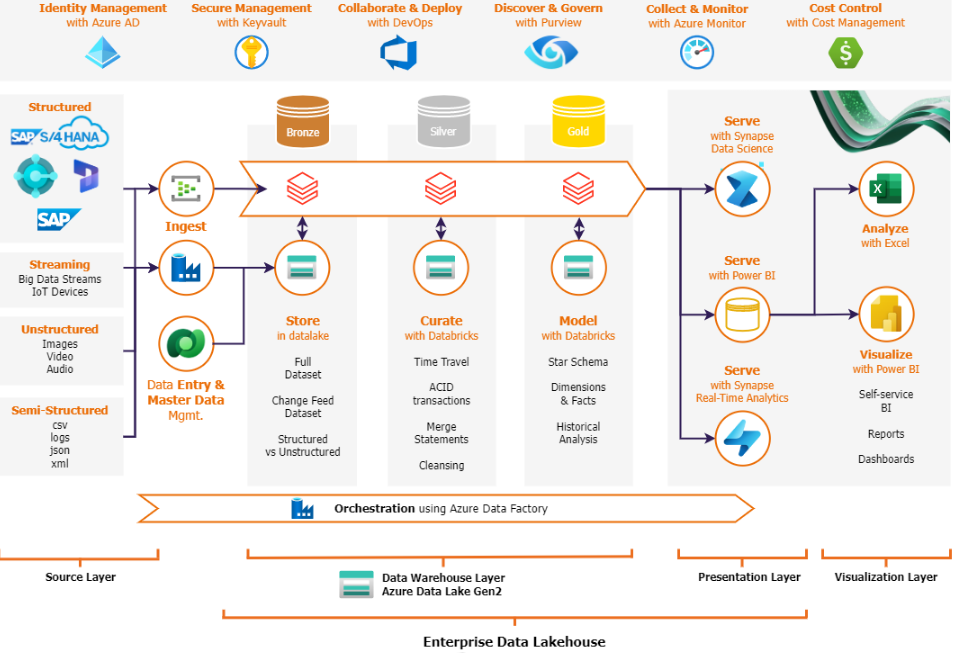 Identity Management
with Azure AD
Secure Management
with Keyvault
Collaborate & Deploy
with DevOps
Discover & Govern
with Purview
Collect & Monitor
with Azure Monitor
Cost Control
with Cost Management
Structured
SAP S/4HANA
SAP
Streaming
Big Data Streams
IoT Devices
Unstructured
Images
Video
Audio
Semi-Structured
csv
logs
json
xml
Ingest
Data Entry &
Master Data
Mgmt.
Bronze
Store
in datalake
Full
Dataset
Change Feed
Dataset
Structured
vs Unstructured
Silver
Curate
with Databricks
Time Travel
ACID
transactions
Merge
Statements
Cleansing
Gold
Model
with Databricks
Star Schema
Dimensions
& Facts
Historical
Analysis
Serve
with Synapse
Data Science
Serve
with Power BI
Serve
with Synapse
Real-Time Analytics
Analyze
with Excel
Visualize
with Power BI
Self-service
BI
Reports
Dashboards
Orchestration using Azure Data Factory
Source Layer
Data Warehouse Layer
Azure Data Lake Gen2
Presentation Layer
Visualization Layer
Enterprise Data Lakehouse